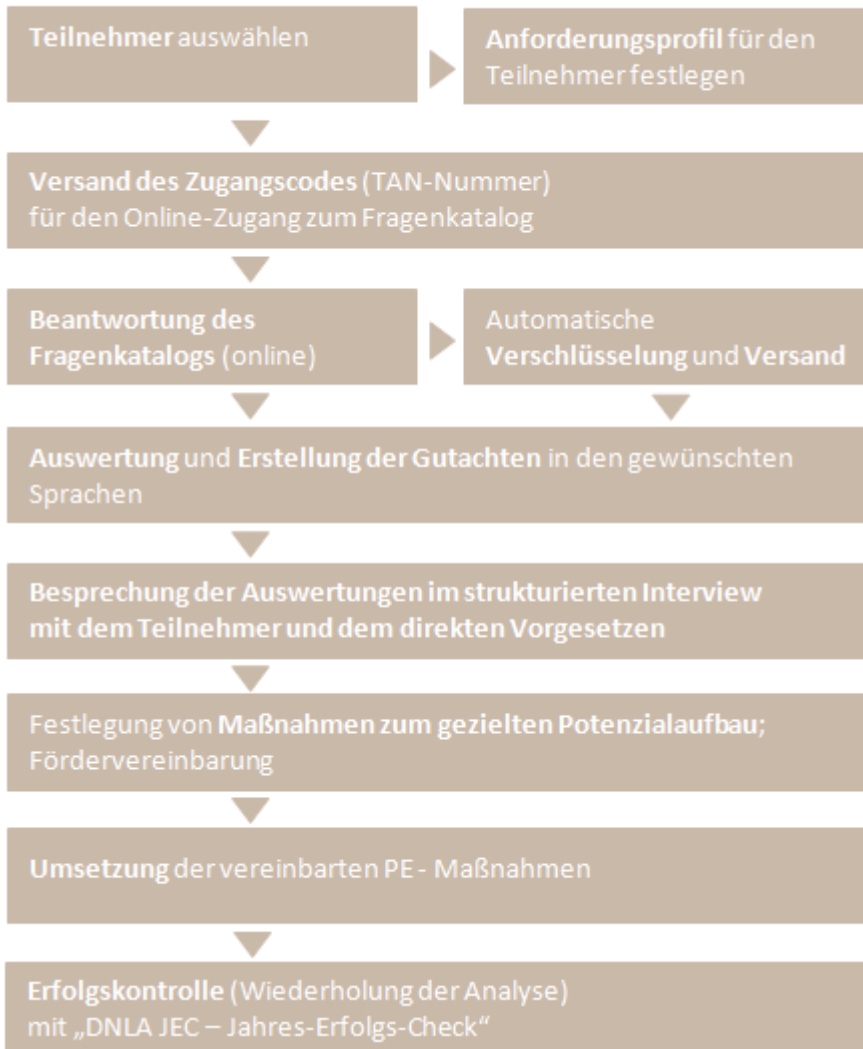 Teilnehmer auswählen
Anforderungsprofil für den
Teilnehmer festlegen
Versand des Zugangscodes (TAN-Nummer)
für den Online-Zugang zum Fragenkatalog
Beantwortung des
Fragenkatalogs (online)
Automatische
Verschlüsselung und Versand
Auswertung und Erstellung der Gutachten in den gewünschten
Sprachen
Besprechung der Auswertungen im strukturierten Interview
mit dem Teilnehmer und dem direkten Vorgesetzen
Festlegung von Maßnahmen zum gezielten Potenzialaufbau;
Fördervereinbarung
Umsetzung der vereinbarten PE - Maßnahmen
Erfolgskontrolle (Wiederholung der Analyse)
mit „DNLA JEC – Jahres-Erfolgs-Check“